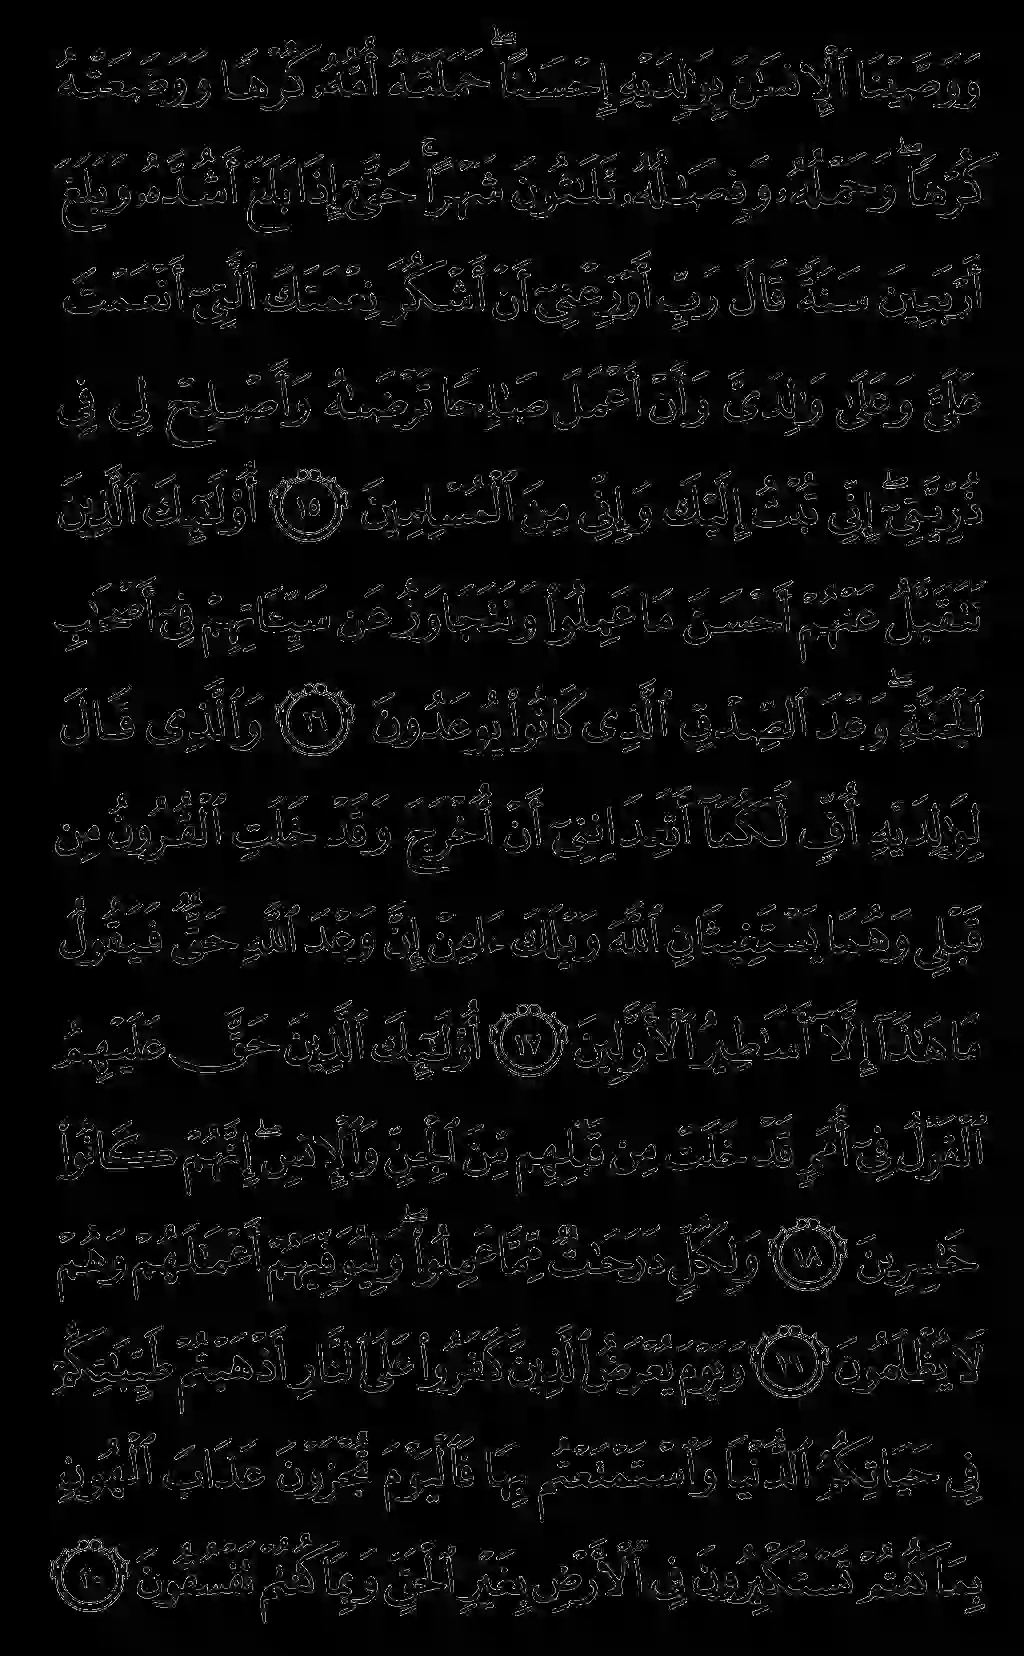 وَوَصَّيْنَا ٱلْإِنسَٰنَ بِوَٰلِدَيْهِ إِحْسَٰنًا ۖ حَمَلَتْهُ أُمُّهُۥ كُرْهًا وَوَضَعَتْهُ
كُرْهًا ۖ وَحَمْلُهُۥ وَفِصَٰلُهُۥ ثَلَٰثُونَ شَهْرًا ۚ حَتَّىٰٓ إِذَا بَلَغَ أَشُدَّهُۥ وَبَلَغَ
أَرْبَعِينَ سَنَةً قَالَ رَبِّ أَوْزِعْنِىٓ أَنْ أَشْكُرَ نِعْمَتَكَ ٱلَّتِىٓ أَنْعَمْتَ
عَلَىَّ وَعَلَىٰ وَٰلِدَىَّ وَأَنْ أَعْمَلَ صَٰلِحًا تَرْضَىٰهُ وَأَصْلِحْ لِى فِى
ذُرِّيَّتِىٓ ۖ إِنِّى تُبْتُ إِلَيْكَ وَإِنِّى مِنَ ٱلْمُسْلِمِينَ ١٥ أُو۟لَٰٓئِكَ ٱلَّذِينَ
نَتَقَبَّلُ عَنْهُمْ أَحْسَنَ مَا عَمِلُوا۟ وَنَتَجَاوَزُ عَن سَيِّـَٔاتِهِمْ فِىٓ أَصْحَٰبِ
ٱلْجَنَّةِ ۖ وَعْدَ ٱلصِّدْقِ ٱلَّذِى كَانُوا۟ يُوعَدُونَ ١٦ وَٱلَّذِى قَالَ
لِوَٰلِدَيْهِ أُفٍّ لَّكُمَآ أَتَعِدَانِنِىٓ أَنْ أُخْرَجَ وَقَدْ خَلَتِ ٱلْقُرُونُ مِن
قَبْلِى وَهُمَا يَسْتَغِيثَانِ ٱللَّهَ وَيْلَكَ ءَامِنْ إِنَّ وَعْدَ ٱللَّهِ حَقٌّ فَيَقُولُ
مَا هَٰذَآ إِلَّآ أَسَٰطِيرُ ٱلْأَوَّلِينَ ١٧ أُو۟لَٰٓئِكَ ٱلَّذِينَ حَقَّ عَلَيْهِمُ
ٱلْقَوْلُ فِىٓ أُمَمٍ قَدْ خَلَتْ مِن قَبْلِهِم مِّنَ ٱلْجِنِّ وَٱلْإِنسِ ۖ إِنَّهُمْ كَانُوا۟
خَٰسِرِينَ ١٨ وَلِكُلٍّ دَرَجَٰتٌ مِّمَّا عَمِلُوا۟ ۖ وَلِيُوَفِّيَهُمْ أَعْمَٰلَهُمْ وَهُمْ
لَا يُظْلَمُونَ ١٩ وَيَوْمَ يُعْرَضُ ٱلَّذِينَ كَفَرُوا۟ عَلَى ٱلنَّارِ أَذْهَبْتُمْ طَيِّبَٰتِكُمْ
فِى حَيَاتِكُمُ ٱلدُّنْيَا وَٱسْتَمْتَعْتُم بِهَا فَٱلْيَوْمَ تُجْزَوْنَ عَذَابَ ٱلْهُونِ
بِمَا كُنتُمْ تَسْتَكْبِرُونَ فِى ٱلْأَرْضِ بِغَيْرِ ٱلْحَقِّ وَبِمَا كُنتُمْ تَفْسُقُونَ ٢٠